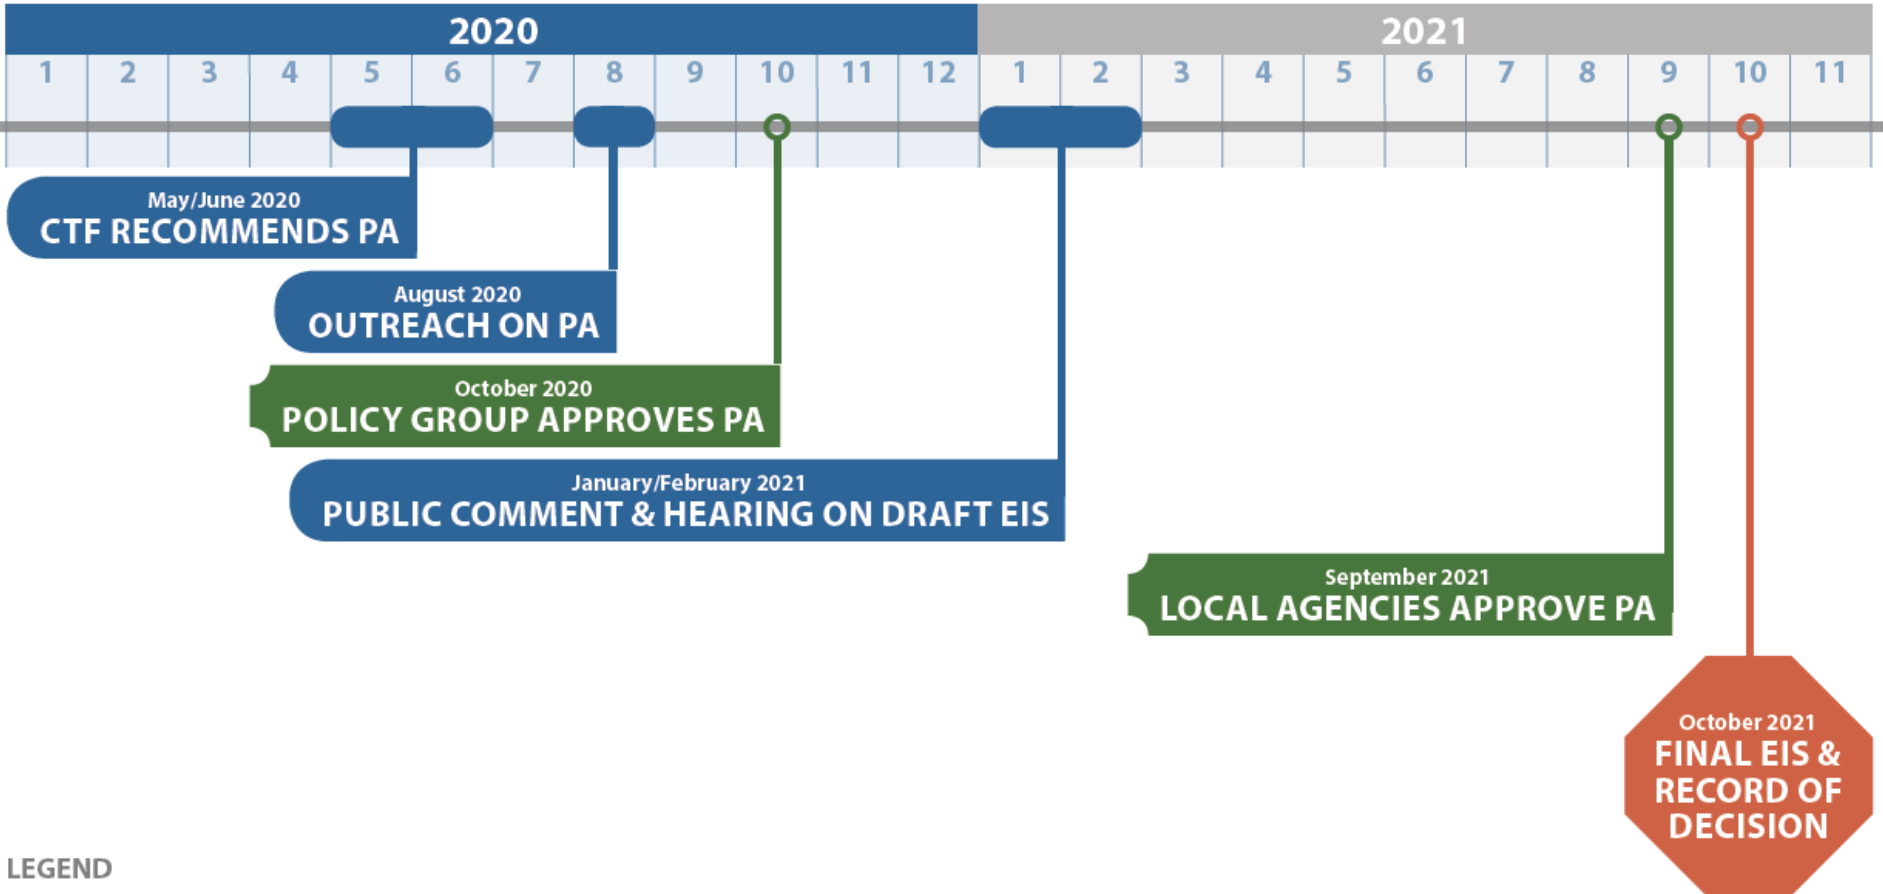 2020 2021
1 2 3 4 5 6 7 8 9 10 11 12 1 2 3 4 5 6 7 8 9 10 11
May/June 2020
CTF RECOMMENDS PA
August 2020
OUTREACH ON PA
October 2020
POLICY GROUP APPROVES PA
January/February 2021
PUBLIC COMMENT & HEARING ON DRAFT EIS
September 2021
LOCAL AGENCIES APPROVE PA
October 2021
FINAL EIS &
RECORD OF
DECISION
LEGEND